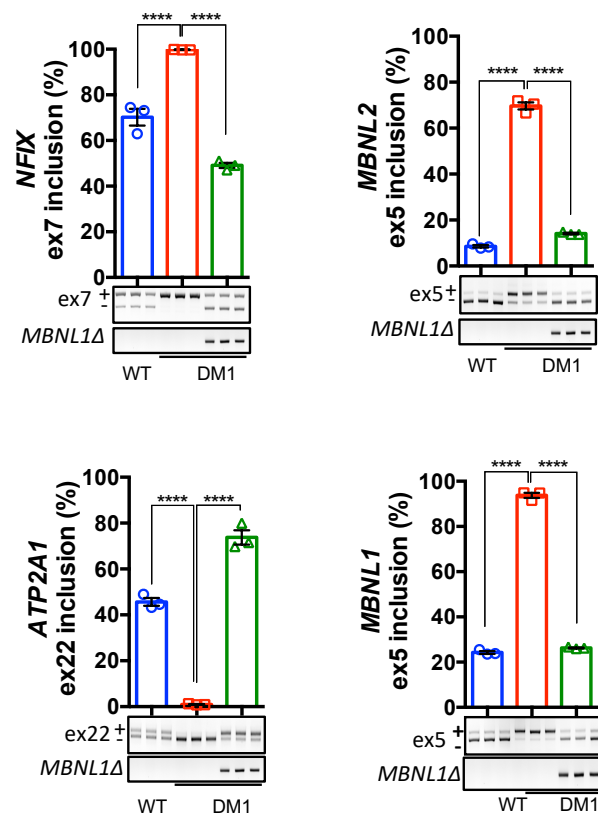 **** ****
100
80
60
40
20
0
NFIX
ex7 inclusion (%)
ex7 +
-
MBNL1Δ
WT DM1
**** ****
100
80
60
40
20
0
MBNL2
ex5 inclusion (%)
ex5 +
-
MBNL1Δ
WT DM1
**** ****
100
80
60
40
20
0
ATP2A1
ex22 inclusion (%)
ex22 +
-
MBNL1Δ
WT DM1
**** ****
100
80
60
40
20
0
MBNL1
ex5 inclusion (%)
ex5 +
-
MBNL1Δ
WT DM1